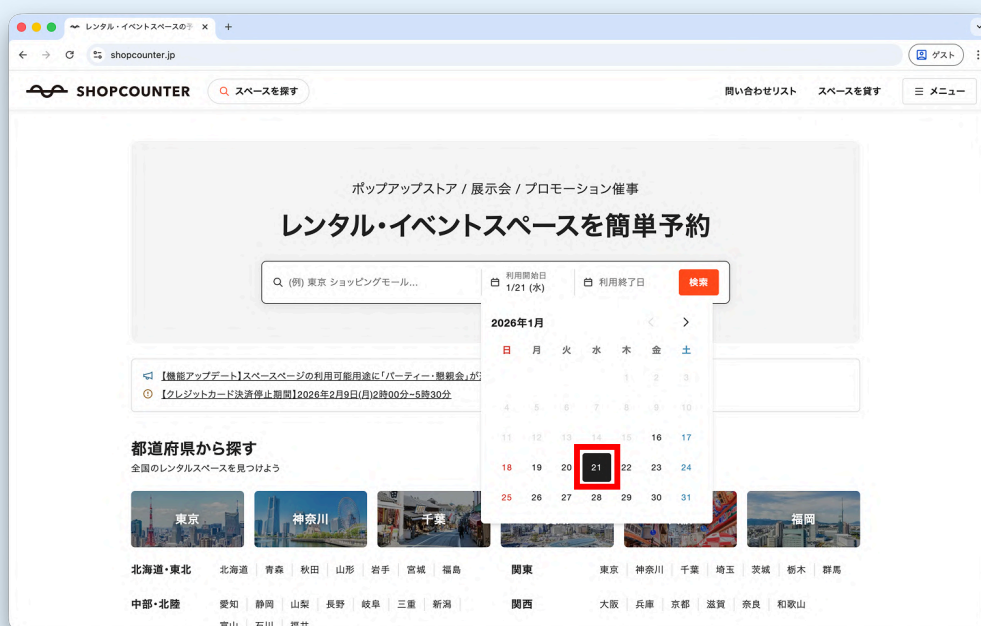 レンタル・イベントスペースの予
shopcounter.jp
ゲスト
SHOPCOUNTER
スペースを探す
問い合わせリスト
スペースを貸す
メニュー
ポップアップストア / 展示会 / プロモーション催事
レンタル・イベントスペースを簡単予約
(例) 東京 ショッピングモール...
利用開始日
1/21 (水)
利用終了日
検索
2026年1月
日 月 火 水 木 金 土
1 2 3
4 5 6 7 8 9 10
11 12 13 14 15 16 17
18 19 20 21 22 23 24
25 26 27 28 29 30 31
【機能アップデート】スペースページの利用可能用途に「パーティー・懇親会」が
【クレジットカード決済停止期間】2026年2月9日(月)2時00分~5時30分
都道府県から探す
全国のレンタルスペースを見つけよう
東京 神奈川 千葉 福岡
北海道・東北 北海道 青森 秋田 山形 岩手 宮城 福島
関東 東京 神奈川 千葉 埼玉 茨城 栃木 群馬
中部・北陸 愛知 静岡 山梨 長野 岐阜 三重 新潟
富山 石川 福井
関西 大阪 兵庫 京都 滋賀 奈良 和歌山